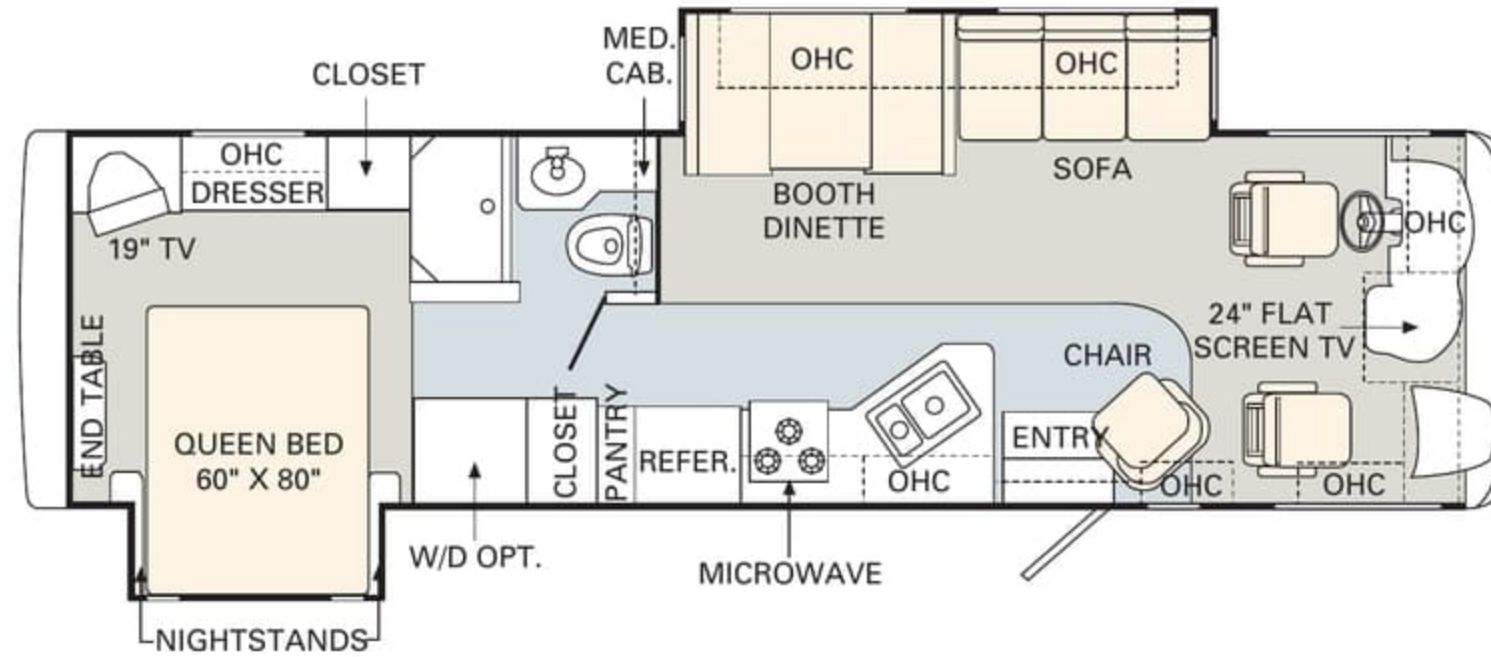 MED.
CAB.
CLOSET
OHC
OHC
OHC
DRESSER
SOFA
BOOTH
DINETTE
OHC
19" TV
24" FLAT
SCREEN TV
CHAIR
END TABLE
QUEEN BED
60" X 80"
CLOSET
PANTRY
REFER.
ENTRY
OHC
OHC
OHC
W/D OPT.
MICROWAVE
NIGHTSTANDS